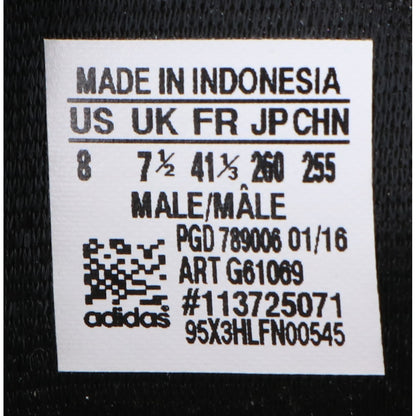 MADE IN INDONESIA
US UK FR JP CHN
8 7½ 41⅓ 260 255
MALE/MÂLE
PGD 789006 01/16
ART G61069
#113725071
adidas® 95X3HLFN00545